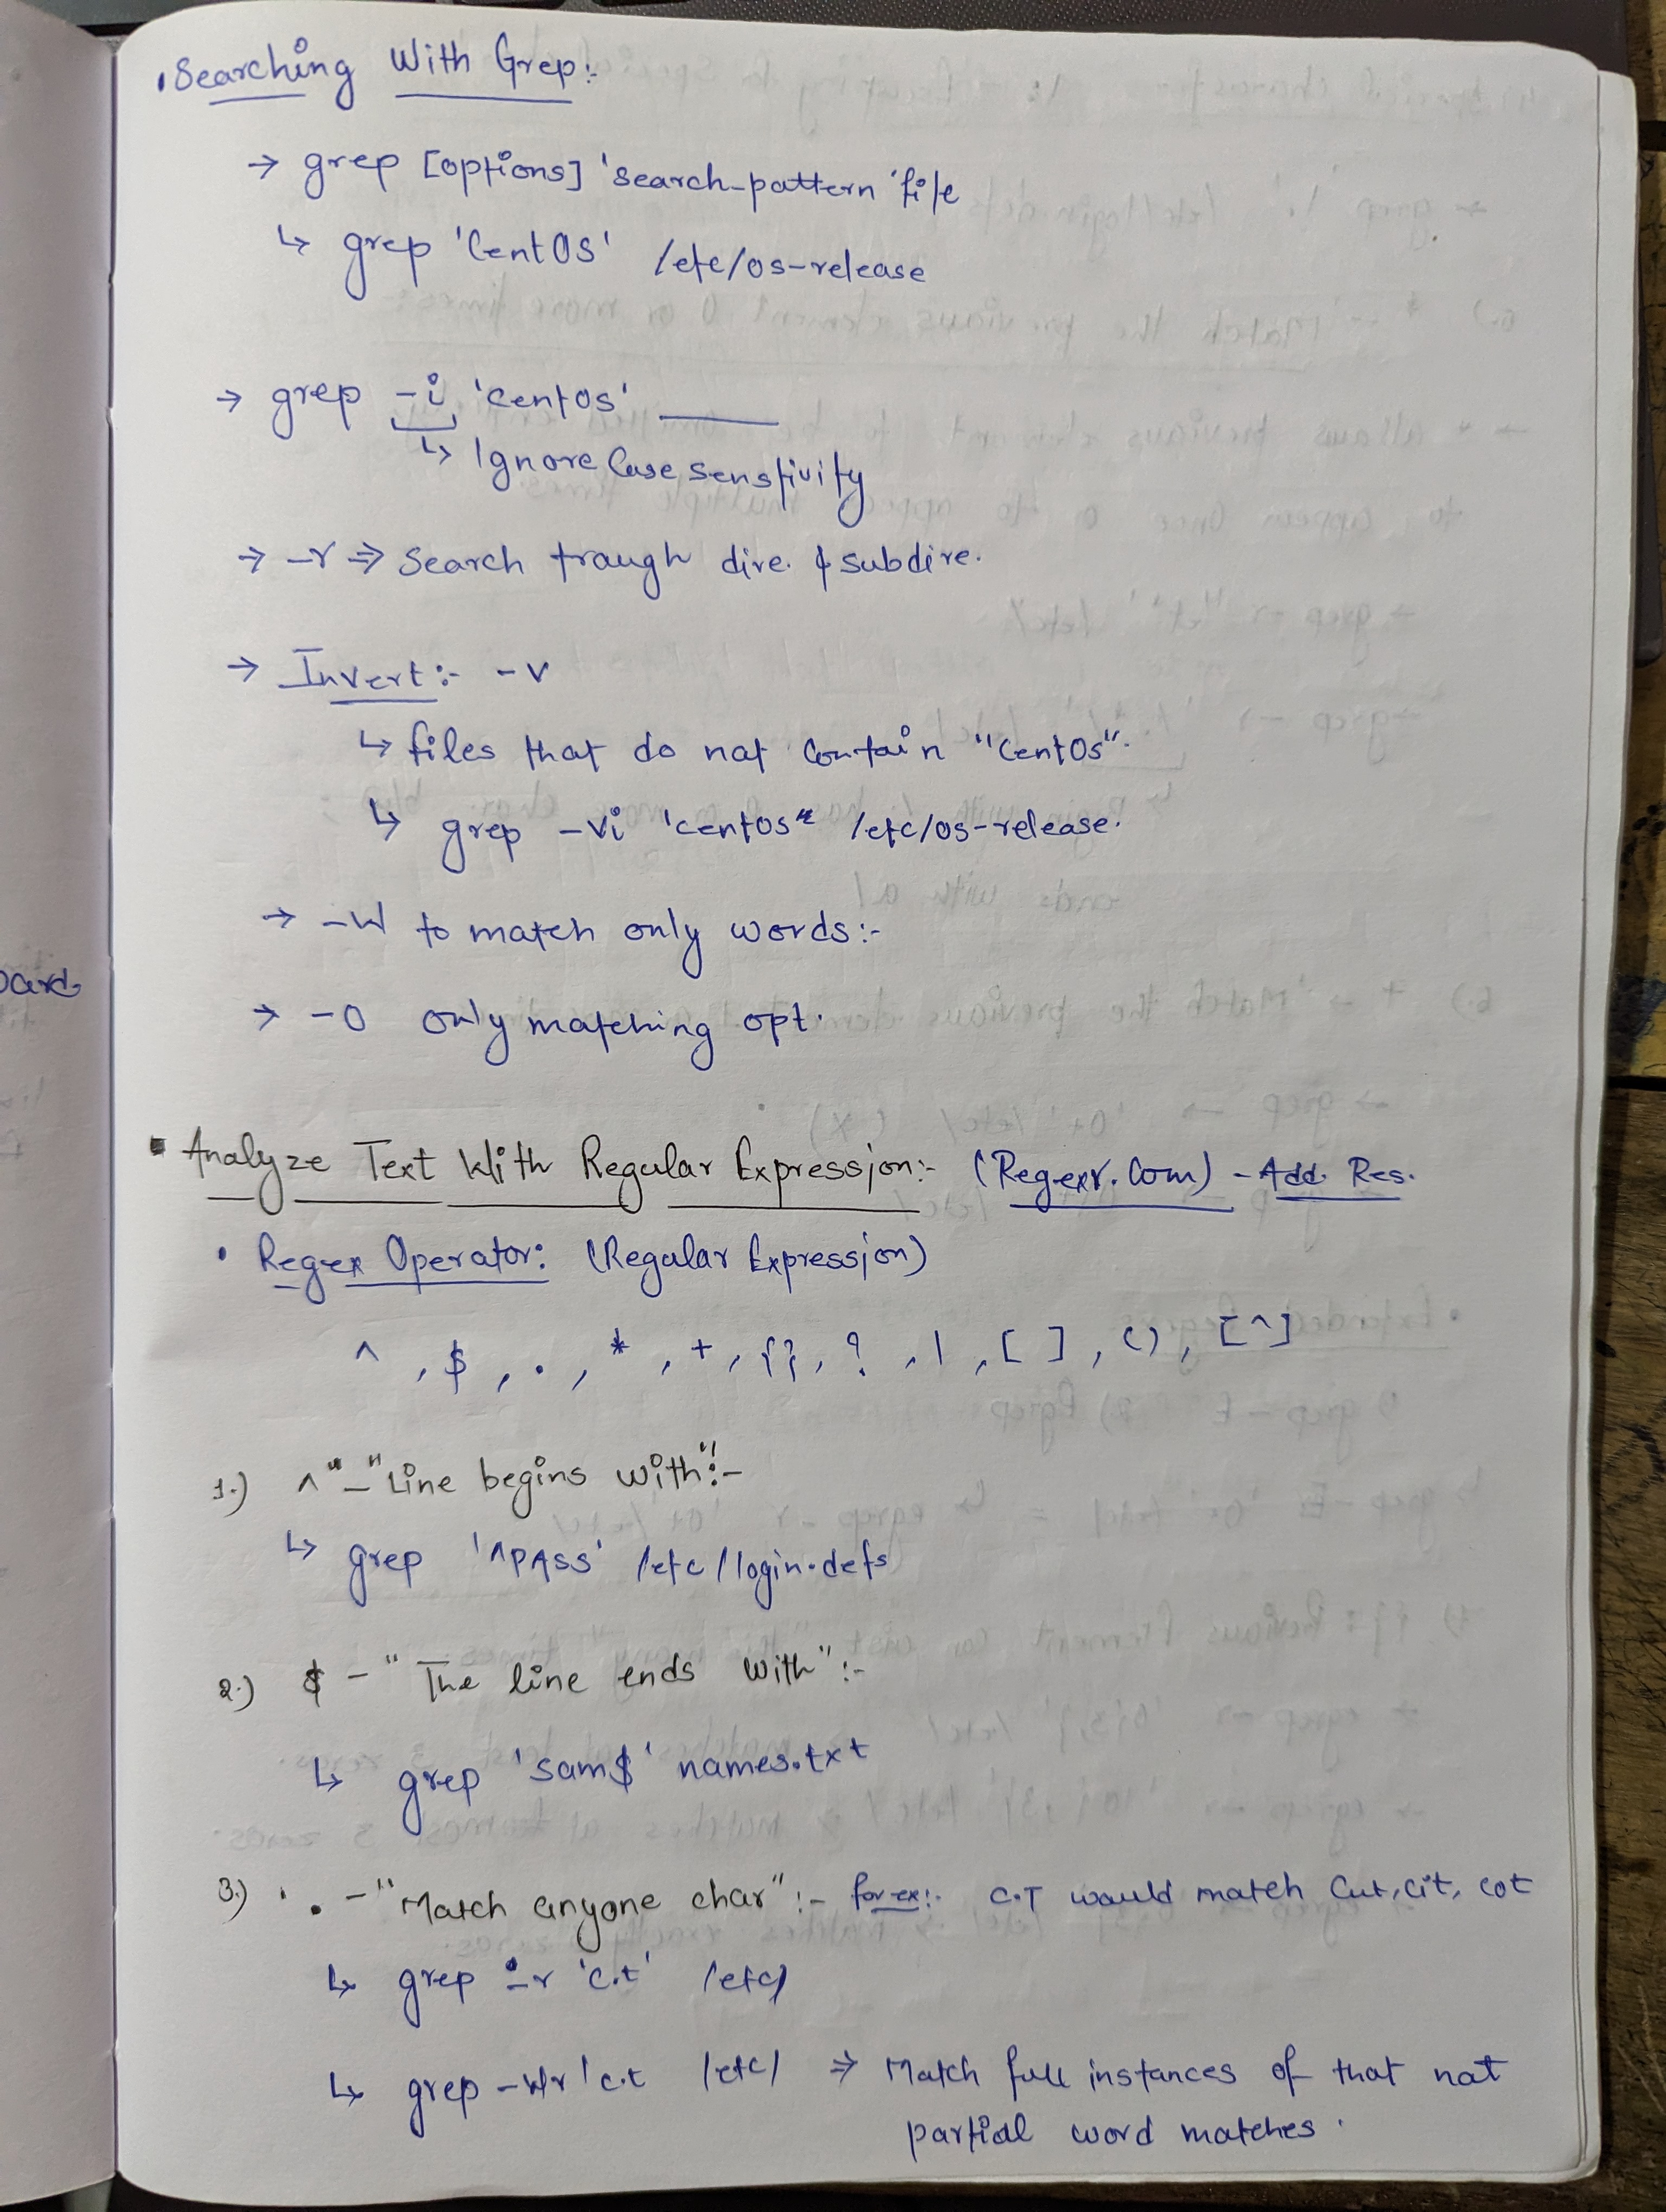 • Searching With Grep:-
→ grep [options] 'search-pattern' file
↳ grep 'CentOS' /etc/os-release
→ grep -i 'centos' ______
↳ Ignore Case senstivity
→ -r ⇒ Search traugh dire. & subdire.
→ Invert:- -v
↳ files that do not contain "CentOs".
↳ grep -vi 'centos" /etc/os-release.
→ -W to match only words:-
→ -O only matching opt.
oard
▪ Analyze Text With Regular Expression:- (Regexr.Com) - Add. Res.
• Regex Operator: (Regular Expression)
^ , $ , . , * , + , {} , ? , | , [ ] , () , [^]
1.) ^ "-" Line begins with":-
↳ grep '^PASS' /etc/login.defs
2.) $ - " The line ends with":-
↳ grep 'sam$' names.txt
3.) . - "Match anyone char":- for ex:- C.T would match Cut, cit, cot
↳ grep -r 'c.t' /etc/
↳ grep -wr 'c.t /etc/ ⇒ Match full instances of that not
partial word matches.